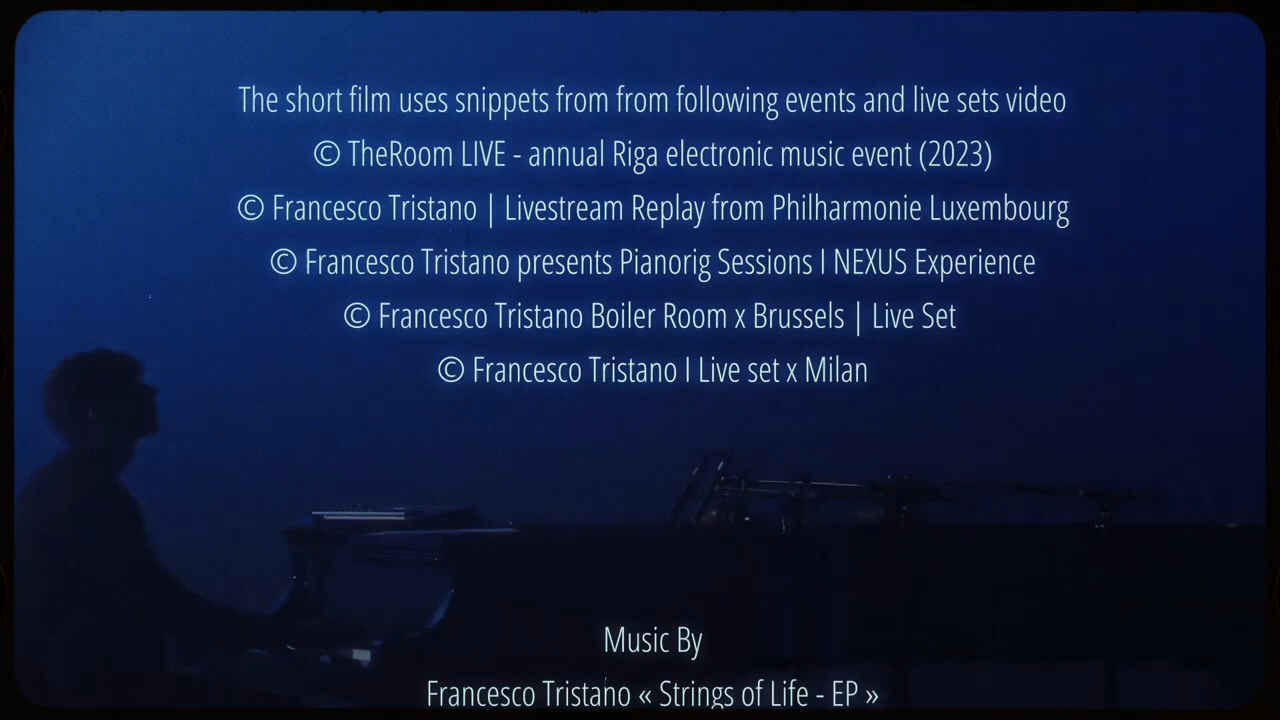 The short film uses snippets from from following events and live sets video
© TheRoom LIVE - annual Riga electronic music event (2023)
© Francesco Tristano | Livestream Replay from Philharmonie Luxembourg
© Francesco Tristano presents Pianorig Sessions I NEXUS Experience
© Francesco Tristano Boiler Room x Brussels | Live Set
© Francesco Tristano I Live set x Milan
Music By
Francesco Tristano « Strings of Life - EP »